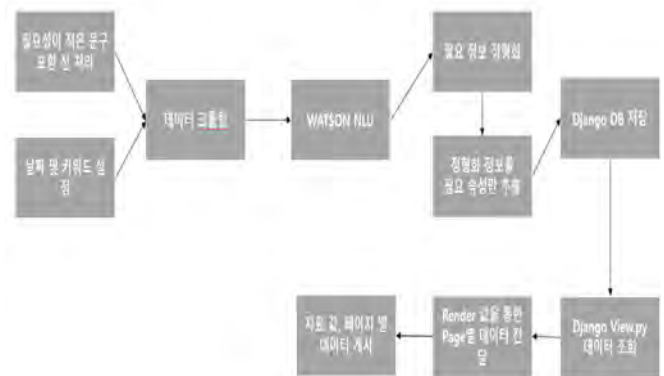 필요성이 적은 문구
포함 신 처리
날짜 및 키워드 설
정
데이터 크롤링
WATSON NLU
필요 정보 정형화
정형화 정보를
필요 속성만 추출
Django DB 저장
Django View.py
데이터 조회
Render 값을 통한
Page별 데이터 전
달
지회 값, 페이지 별
데이터 게시